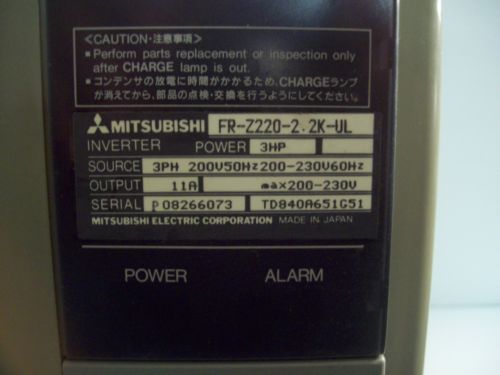 <CAUTION・注意事項>
■ Perform parts replacement or inspection only
after CHARGE lamp is out.
■ コンデンサの放電に時間がかかるため、CHARGEランプ
が消えてから、部品の点検・交換を行うようにしてください。
MITSUBISHI FR-Z220-2.2K-UL
INVERTER POWER 3HP
SOURCE 3PH 200V50Hz200-230V60Hz
OUTPUT 11A max200-230V
SERIAL P08266073 TD840A651G51
MITSUBISHI ELECTRIC CORPORATION MADE IN JAPAN
POWER ALARM